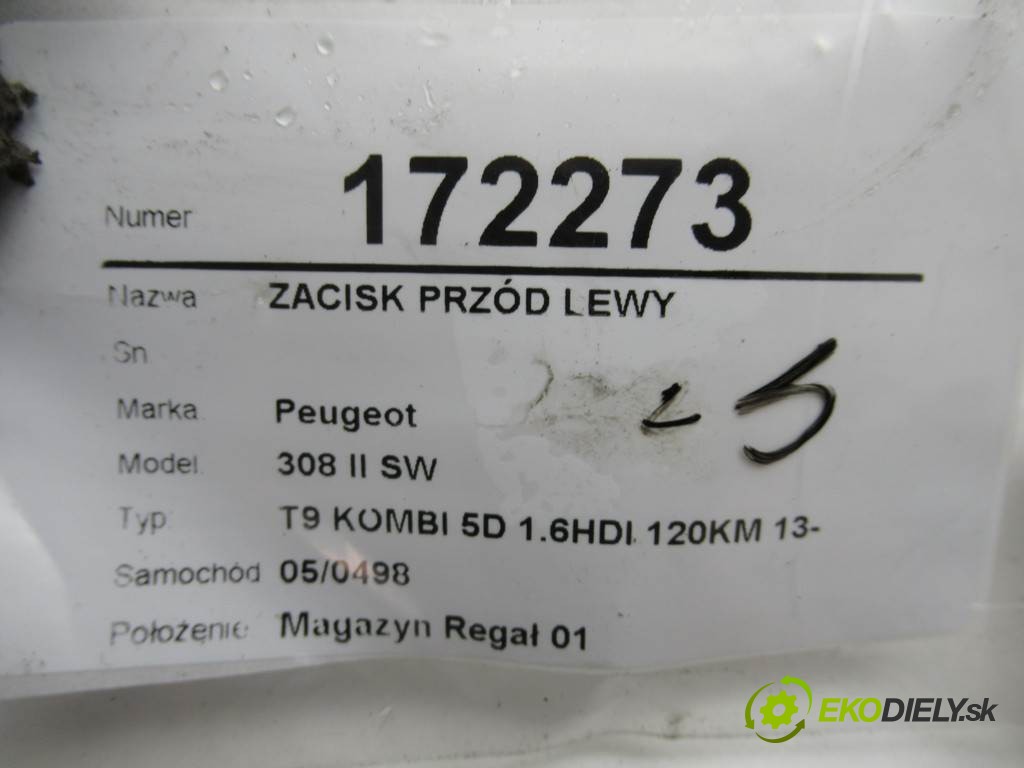 Numer 172273
Nazwa ZACISK PRZÓD LEWY
Sn
Marka Peugeot
Model 308 II SW
Typ T9 KOMBI 5D 1.6HDI 120KM 13-
Samochód 05/0498
Położenie Magazyn Regał 01
EKODIELY.sk